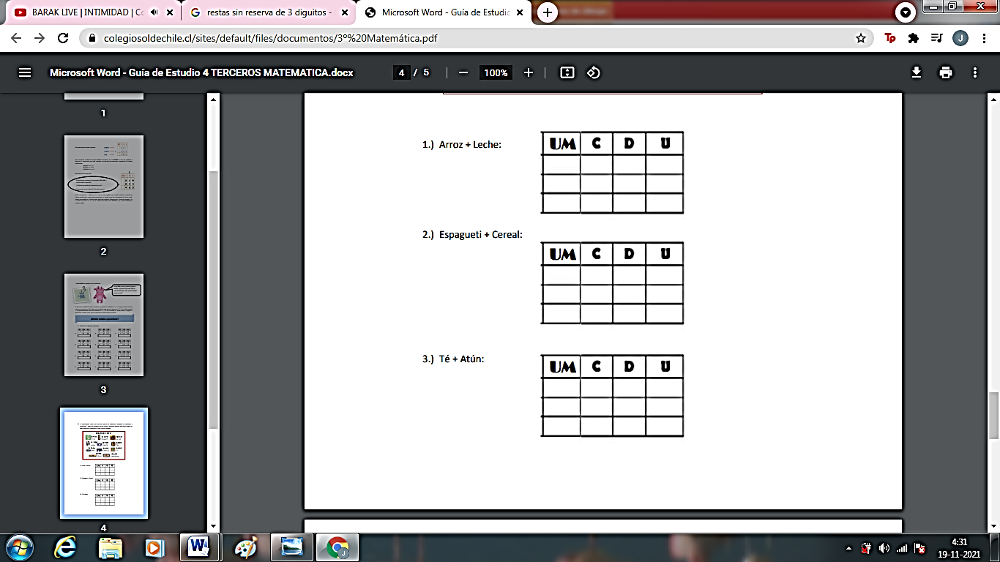 BARAK LIVE | INTIMIDAD | Co
restas sin reserva de 3 diguitos -
Microsoft Word - Guía de Estudio
colegiosoldechile.cl/sites/default/files/documentos/3º%20Matemática.pdf
Tp
J
Microsoft Word - Guía de Estudio 4 TERCEROS MATEMATICA.docx
4 / 5
100%
1
2
3
4
1.) Arroz + Leche:
UM C D U
2.) Espagueti + Cereal:
UM C D U
3.) Té + Atún:
UM C D U
4:31
19-11-2021